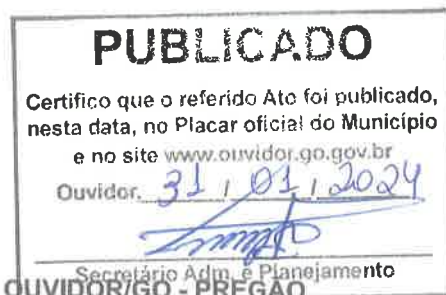 PUBLICADO
Certifico que o referido Ato foi publicado,
nesta data, no Placar oficial do Município
e no site www.ouvidor.go.gov.br
Ouvidor. 31 / 01 / 2024
Secretário Adm. e Planejamento
OUVIDOR/GO - PREGÃO